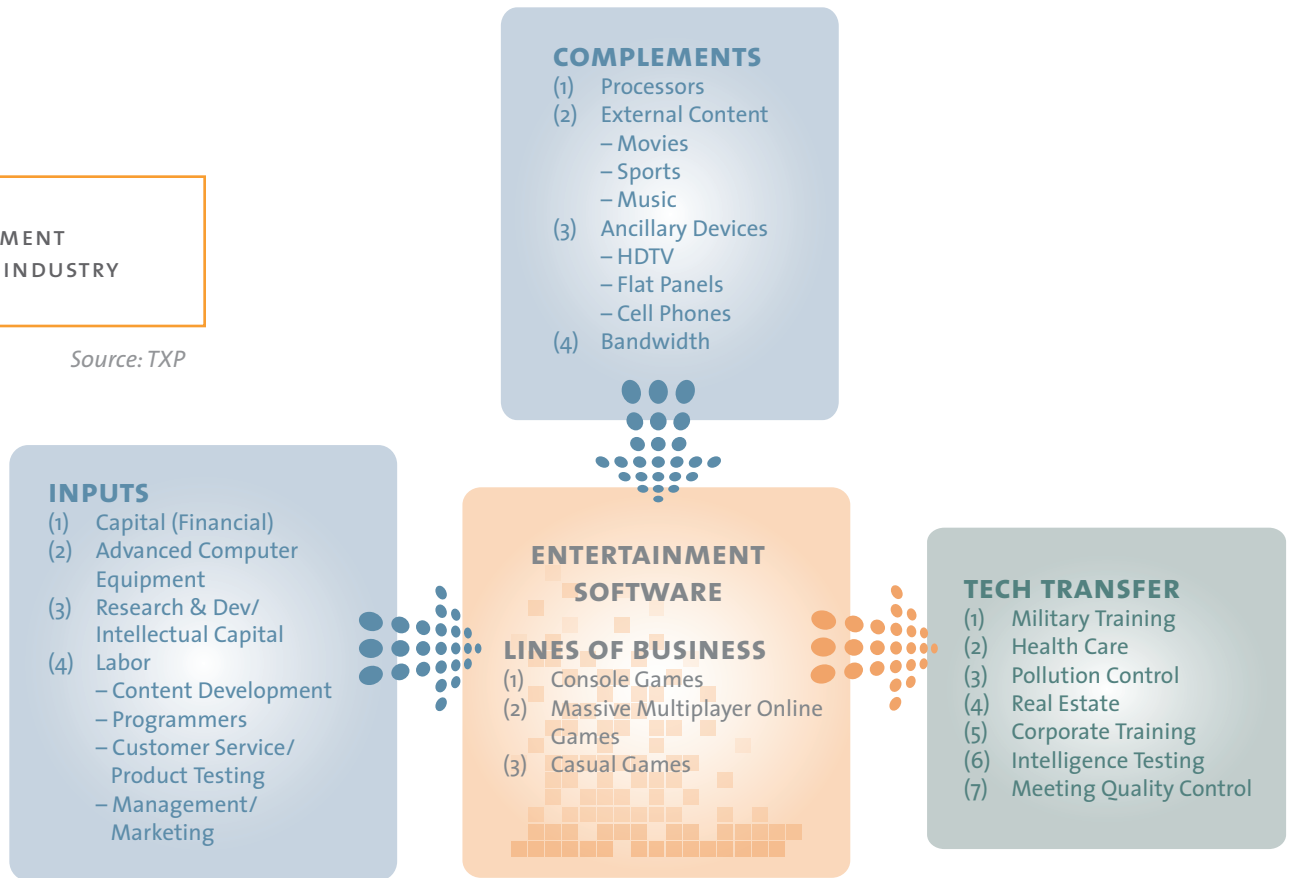 COMPLEMENTS
(1) Processors
(2) External Content
– Movies
– Sports
– Music
(3) Ancillary Devices
– HDTV
– Flat Panels
– Cell Phones
(4) Bandwidth
MENT
INDUSTRY
Source: TXP
INPUTS
(1) Capital (Financial)
(2) Advanced Computer
Equipment
(3) Research & Dev/
Intellectual Capital
(4) Labor
– Content Development
– Programmers
– Customer Service/
Product Testing
– Management/
Marketing
ENTERTAINMENT
SOFTWARE
LINES OF BUSINESS
(1) Console Games
(2) Massive Multiplayer Online
Games
(3) Casual Games
TECH TRANSFER
(1) Military Training
(2) Health Care
(3) Pollution Control
(4) Real Estate
(5) Corporate Training
(6) Intelligence Testing
(7) Meeting Quality Control